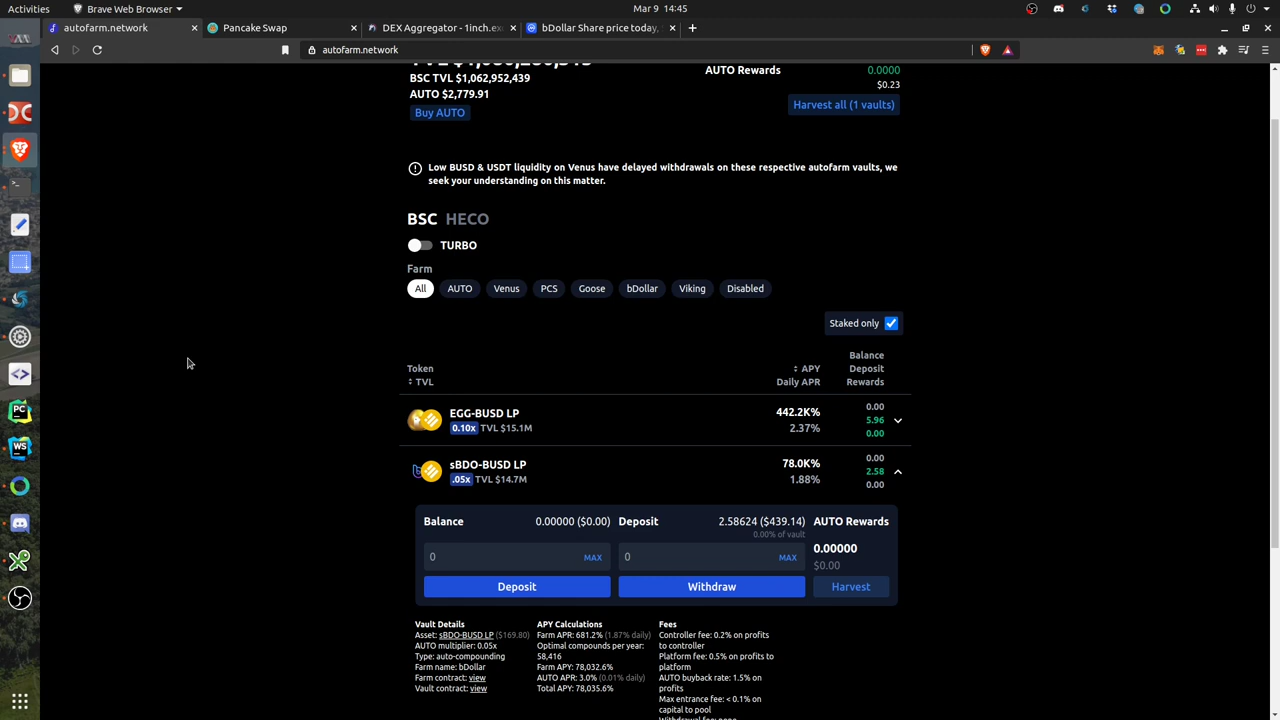 Activities
Brave Web Browser
Mar 9 14:45
autofarm.network
Pancake Swap
DEX Aggregator - 1inch.exc
bDollar Share price today,
autofarm.network
BSC TVL $1,062,952,439
AUTO $2,779.91
Buy AUTO
AUTO Rewards
0.0000
$0.23
Harvest all (1 vaults)
Low BUSD & USDT liquidity on Venus have delayed withdrawals on these respective autofarm vaults, we
seek your understanding on this matter.
BSC HECO
TURBO
Farm
All AUTO Venus PCS Goose bDollar Viking Disabled
Staked only
Token
TVL
APY
Daily APR
Balance
Deposit
Rewards
EGG-BUSD LP
0.10x TVL $15.1M
442.2K%
2.37%
0.00
5.96
0.00
sBDO-BUSD LP
.05x TVL $14.7M
78.0K%
1.88%
0.00
2.58
0.00
Balance 0.00000 ($0.00)
0 MAX
Deposit
Deposit 2.58624 ($439.14)
0.00% of vault
0 MAX
Withdraw
AUTO Rewards
0.00000
$0.00
Harvest
Vault Details
Asset: sBDO-BUSD LP ($169.80)
AUTO multiplier: 0.05x
Type: auto-compounding
Farm name: bDollar
Farm contract: view
Vault contract: view
APY Calculations
Farm APR: 681.2% (1.87% daily)
Optimal compounds per year:
58,416
Farm APY: 78,032.6%
AUTO APR: 3.0% (0.01% daily)
Total APY: 78,035.6%
Fees
Controller fee: 0.2% on profits
to controller
Platform fee: 0.5% on profits to
platform
AUTO buyback rate: 1.5% on
profits
Max entrance fee: < 0.1% on
capital to pool